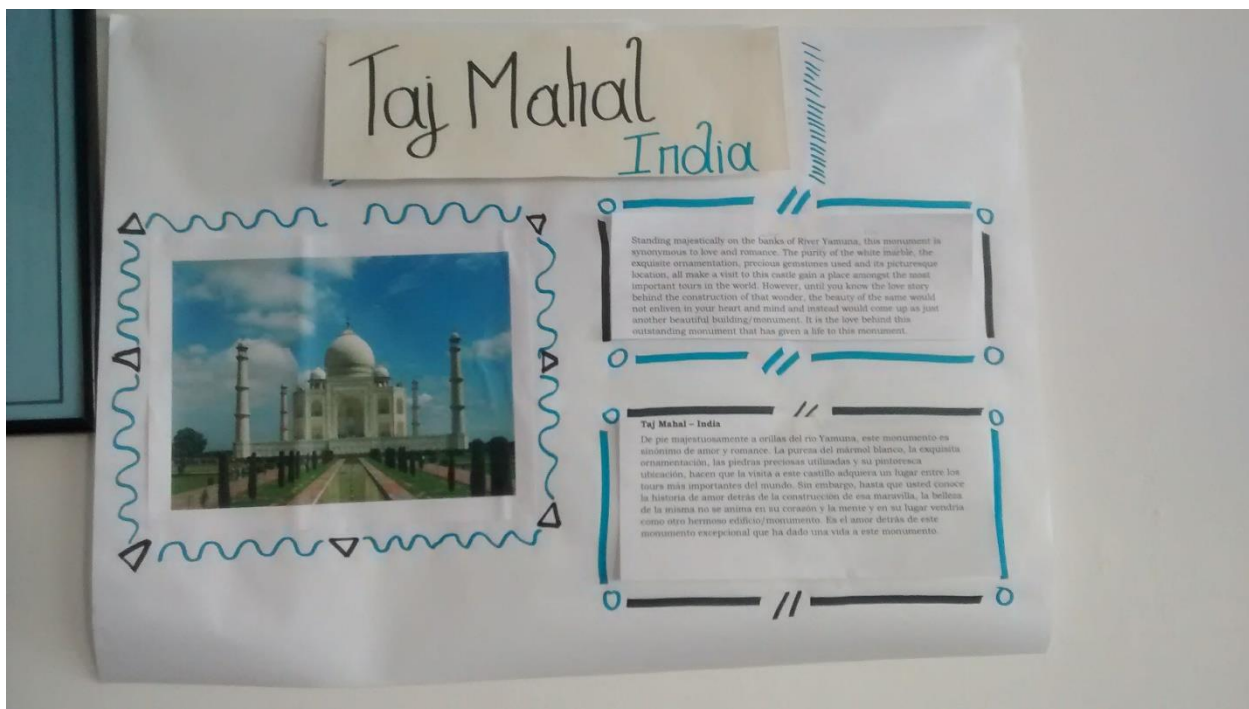 Taj Mahal
India
Standing majestically on the banks of River Yamuna, this monument is
synonymous to love and romance. The purity of the white marble, the
exquisite ornamentation, precious gemstones used and its picturesque
location, all make a visit to this castle gain a place amongst the most
important tours in the world. However, until you know the love story
behind the construction of that wonder, the beauty of the same would
not enliven in your heart and mind and instead would come up as just
another beautiful building/monument. It is the love behind this
outstanding monument that has given a life to this monument.
Taj Mahal – India
De pie majestuosamente a orillas del río Yamuna, este monumento es
sinónimo de amor y romance. La pureza del mármol blanco, la exquisita
ornamentación, las piedras preciosas utilizadas y su pintoresca
ubicación, hacen que la visita a este castillo adquiera un lugar entre los
tours más importantes del mundo. Sin embargo, hasta que usted conoce
la historia de amor detrás de la construcción de esa maravilla, la belleza
de la misma no se anima en su corazón y la mente y en su lugar vendría
como otro hermoso edificio/monumento. Es el amor detrás de este
monumento excepcional que ha dado una vida a este monumento.